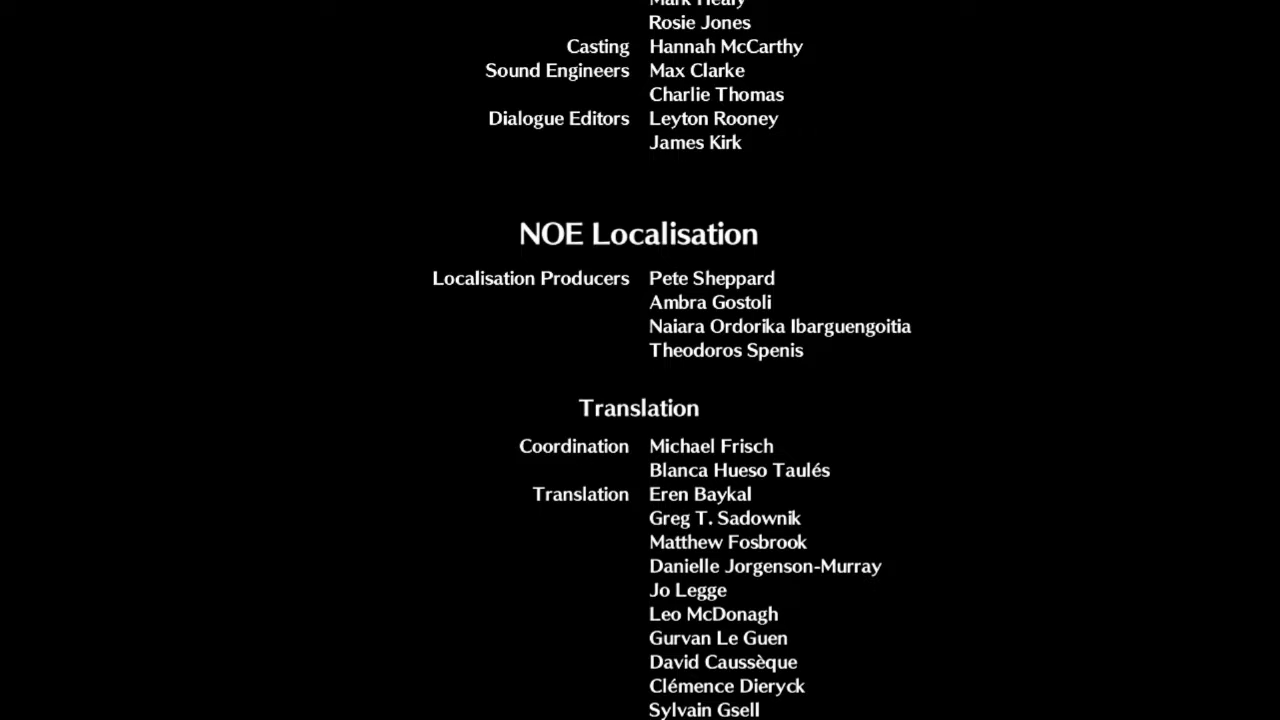 Mark Healy
Rosie Jones
Casting Hannah McCarthy
Sound Engineers Max Clarke
Charlie Thomas
Dialogue Editors Leyton Rooney
James Kirk
NOE Localisation
Localisation Producers Pete Sheppard
Ambra Gostoli
Naiara Ordorika Ibarguengoitia
Theodoros Spenis
Translation
Coordination Michael Frisch
Blanca Hueso Taulés
Translation Eren Baykal
Greg T. Sadownik
Matthew Fosbrook
Danielle Jorgenson-Murray
Jo Legge
Leo McDonagh
Gurvan Le Guen
David Caussèque
Clémence Dieryck
Sylvain Gsell